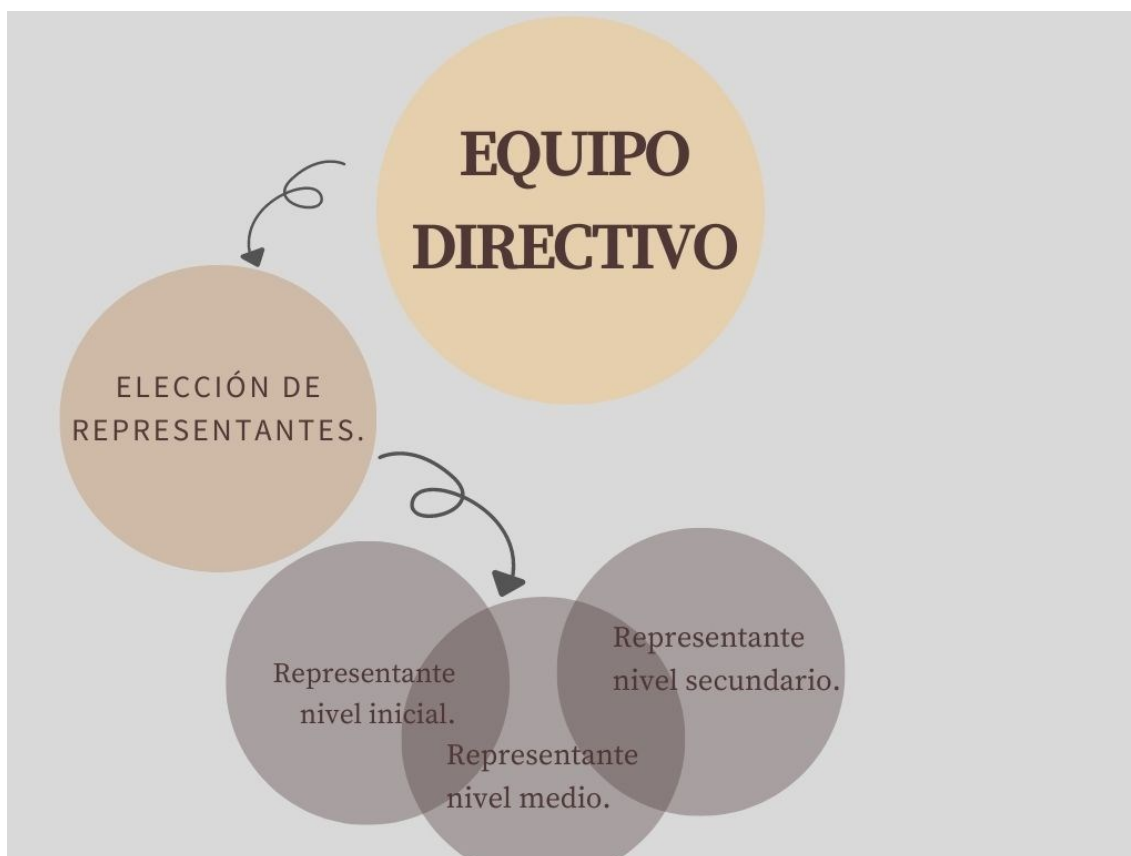 EQUIPO
DIRECTIVO
ELECCIÓN DE
REPRESENTANTES.
Representante
nivel inicial.
Representante
nivel medio.
Representante
nivel secundario.